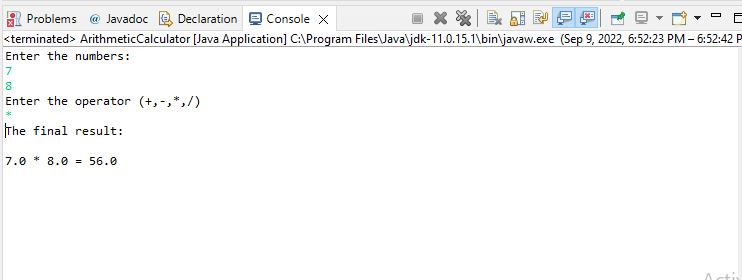 Problems @ Javadoc Declaration Console
<terminated> ArithmeticCalculator [Java Application] C:\Program Files\Java\jdk-11.0.15.1\bin\javaw.exe (Sep 9, 2022, 6:52:23 PM – 6:52:42 P
Enter the numbers:
7
8
Enter the operator (+,-,*,/)
*
The final result:
7.0 * 8.0 = 56.0